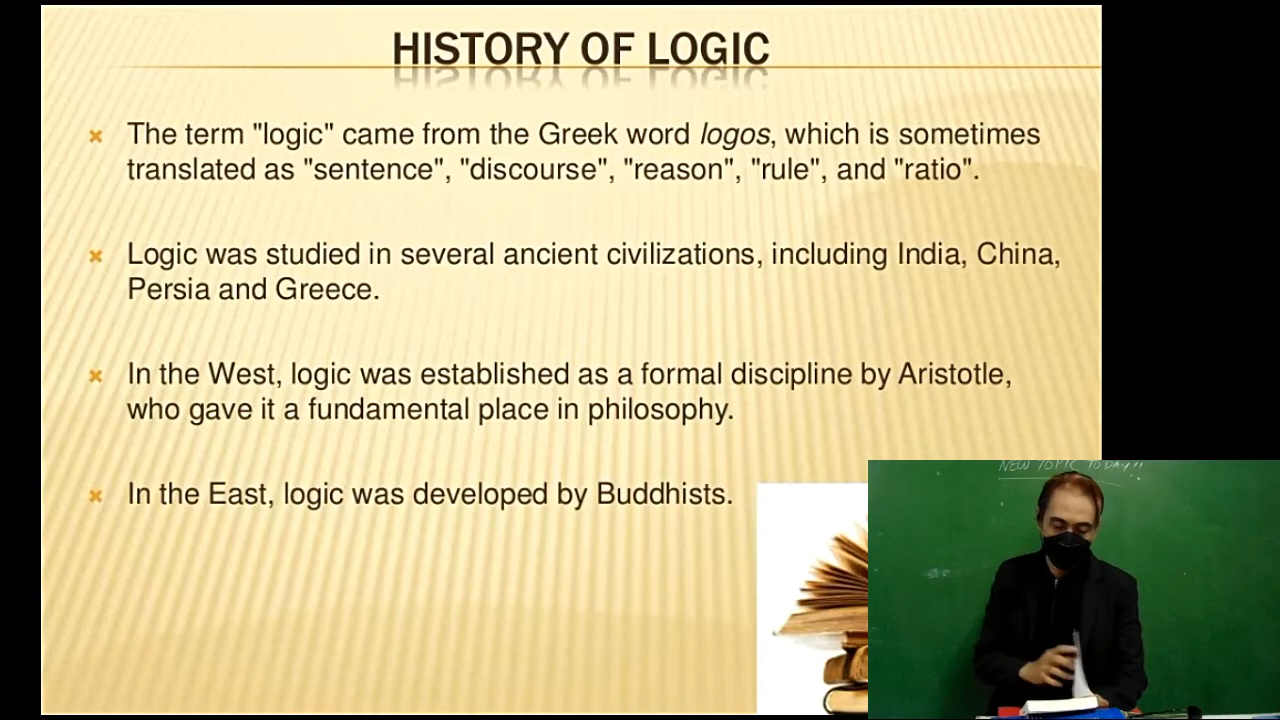 HISTORY OF LOGIC
The term "logic" came from the Greek word logos, which is sometimes
translated as "sentence", "discourse", "reason", "rule", and "ratio".
Logic was studied in several ancient civilizations, including India, China,
Persia and Greece.
In the West, logic was established as a formal discipline by Aristotle,
who gave it a fundamental place in philosophy.
In the East, logic was developed by Buddhists.
NEW TOPIC TODAY!!